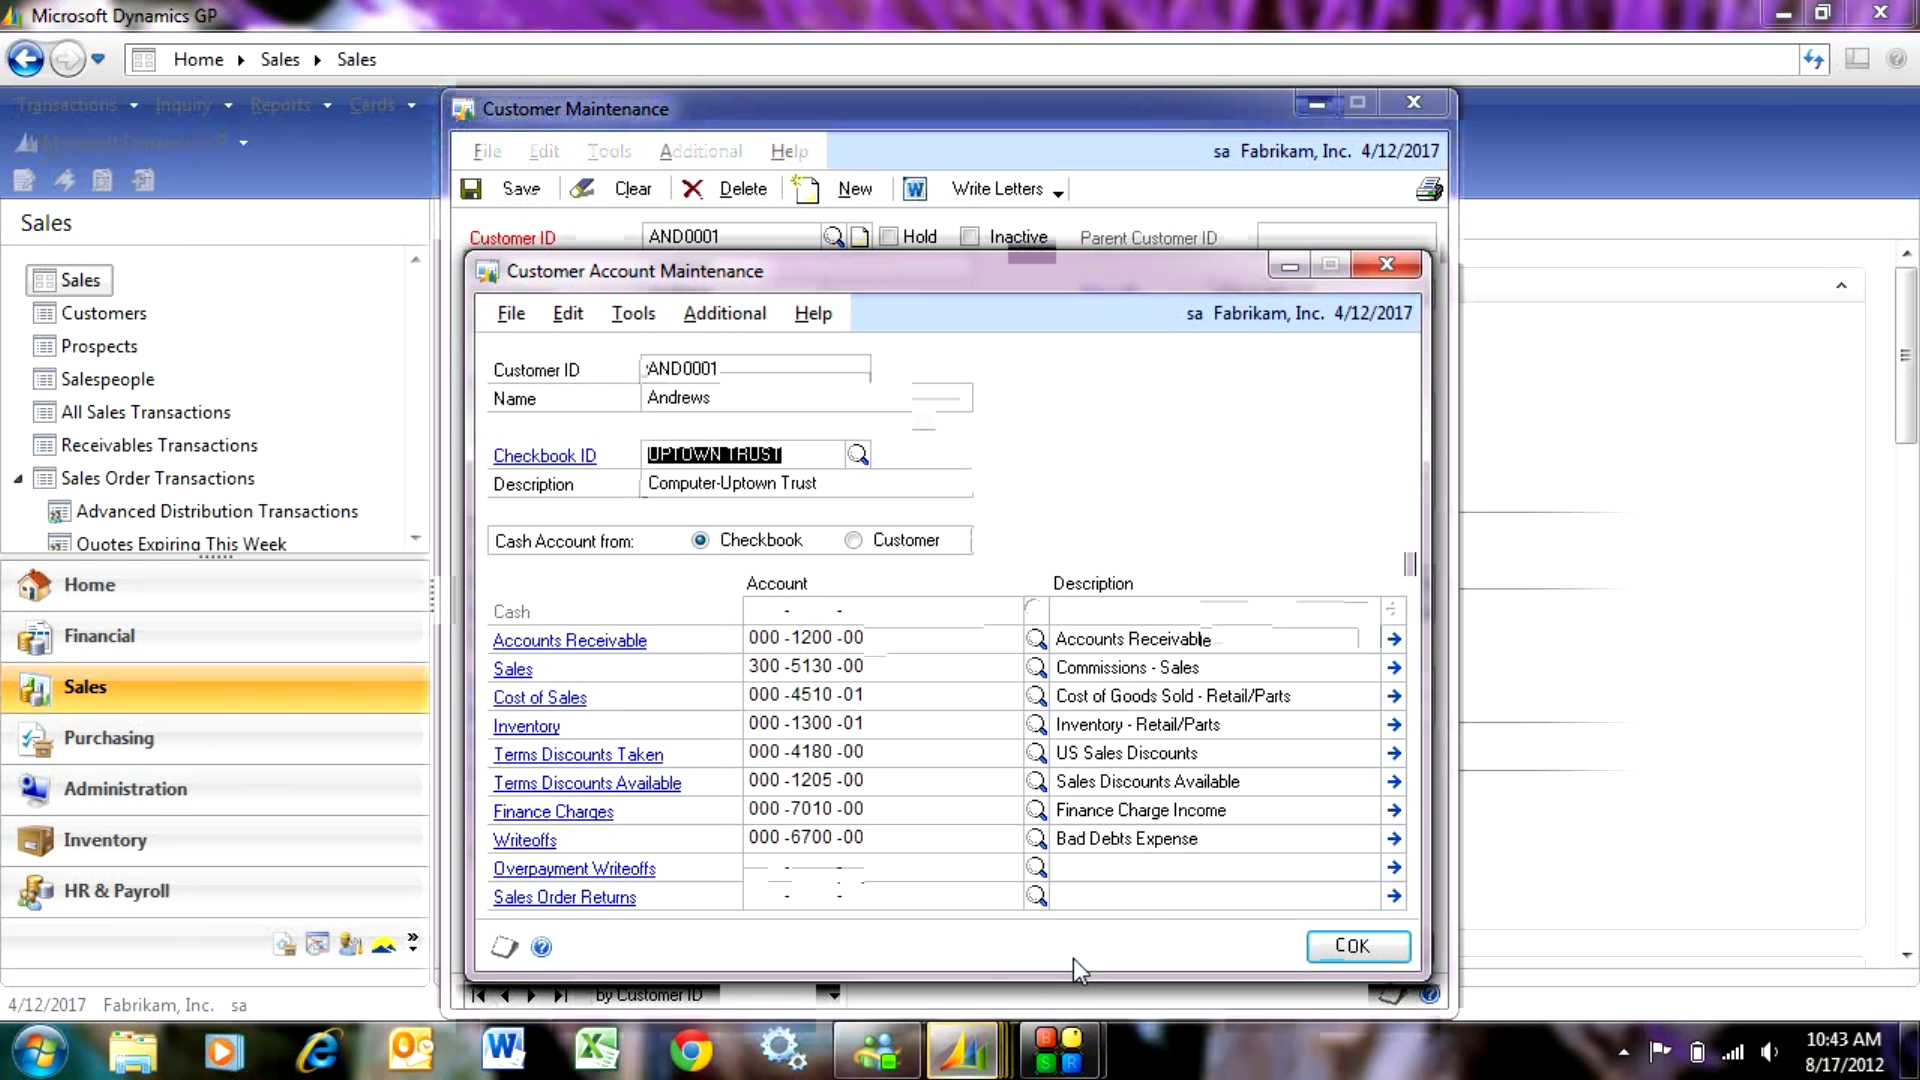 Microsoft Dynamics GP
Home Sales Sales
Transactions Inquiry Reports Cards
Sales
Sales
Customers
Prospects
Salespeople
All Sales Transactions
Receivables Transactions
Sales Order Transactions
Advanced Distribution Transactions
Quotes Expiring This Week
Home
Financial
Sales
Purchasing
Administration
Inventory
HR & Payroll
4/12/2017 Fabrikam, Inc. sa
Customer Maintenance
File Edit Tools Additional Help sa Fabrikam, Inc. 4/12/2017
Save Clear Delete New Write Letters
Customer ID AND0001 Hold Inactive Parent Customer ID
Customer Account Maintenance
File Edit Tools Additional Help sa Fabrikam, Inc. 4/12/2017
Customer ID AND0001
Name Andrews
Checkbook ID UPTOWN TRUST
Description Computer-Uptown Trust
Cash Account from: Checkbook Customer
Account Description
Cash - -
Accounts Receivable 000 -1200 -00 Accounts Receivable
Sales 300 -5130 -00 Commissions - Sales
Cost of Sales 000 -4510 -01 Cost of Goods Sold - Retail/Parts
Inventory 000 -1300 -01 Inventory - Retail/Parts
Terms Discounts Taken 000 -4180 -00 US Sales Discounts
Terms Discounts Available 000 -1205 -00 Sales Discounts Available
Finance Charges 000 -7010 -00 Finance Charge Income
Writeoffs 000 -6700 -00 Bad Debts Expense
Overpayment Writeoffs - -
Sales Order Returns - -
OK
by Customer ID
10:43 AM
8/17/2012